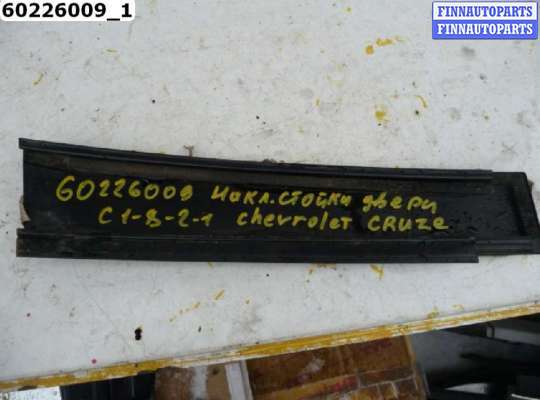 60226009_1
FINNAUTOPARTS
FINNAUTOPARTS
60226009 накл.стойки двери
С1-8-2-1 Chevrolet CRUZE